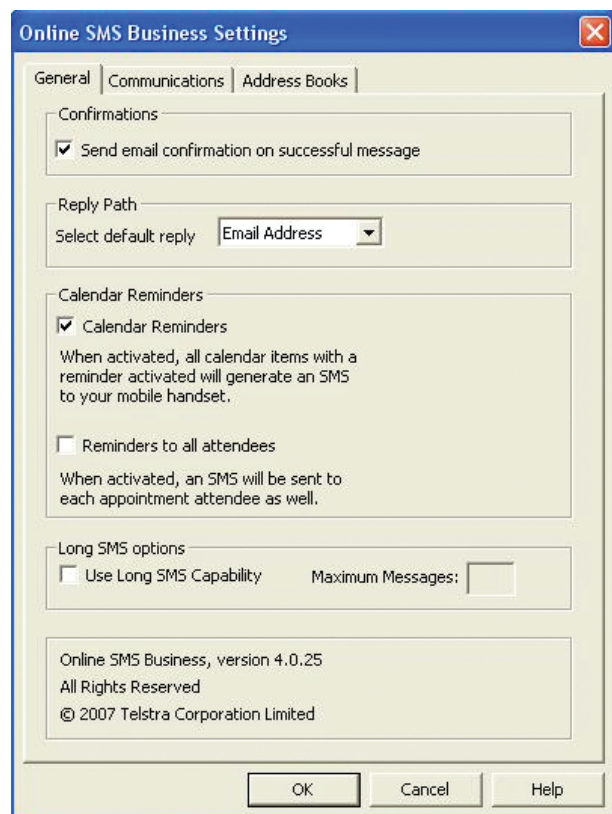 Online SMS Business Settings
General Communications Address Books
Confirmations
Send email confirmation on successful message
Reply Path
Select default reply Email Address
Calendar Reminders
Calendar Reminders
When activated, all calendar items with a
reminder activated will generate an SMS
to your mobile handset.
Reminders to all attendees
When activated, an SMS will be sent to
each appointment attendee as well.
Long SMS options
Use Long SMS Capability Maximum Messages:
Online SMS Business, version 4.0.25
All Rights Reserved
© 2007 Telstra Corporation Limited
OK Cancel Help